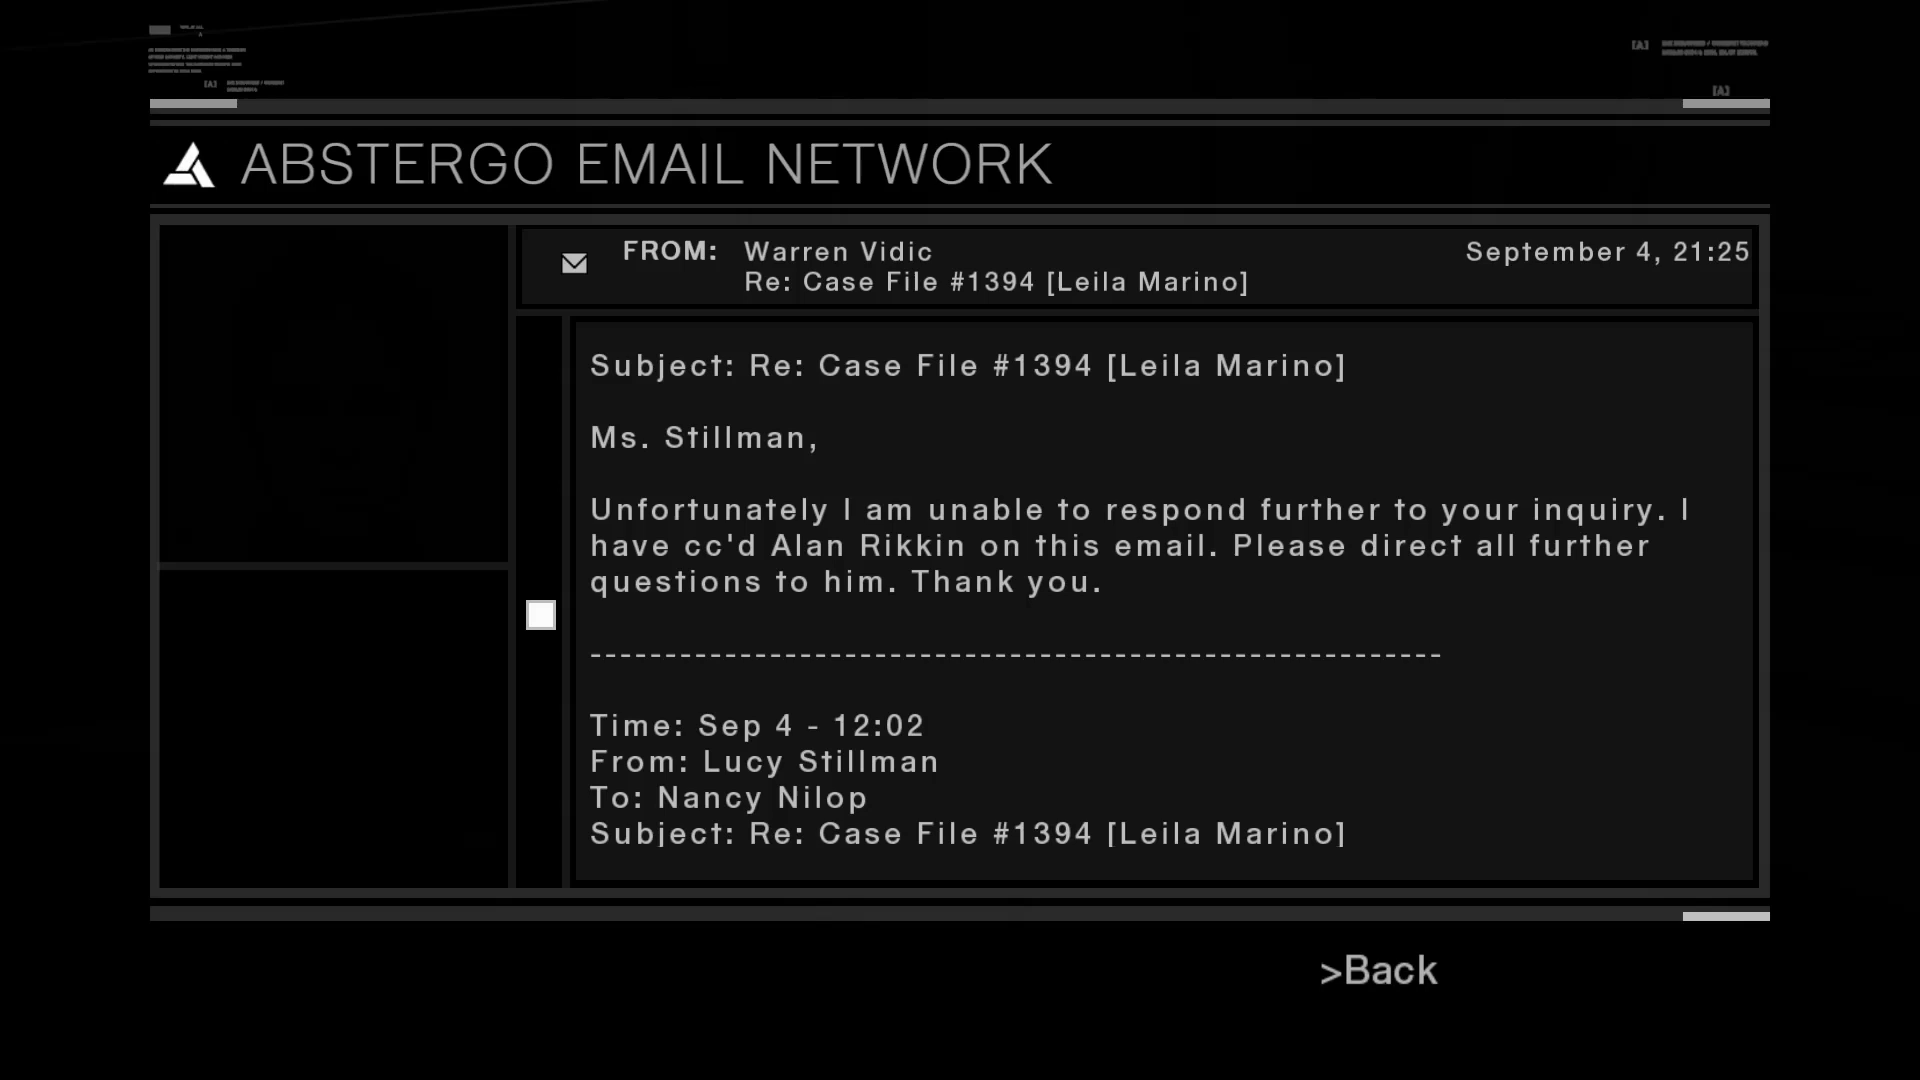 ABSTERGO EMAIL NETWORK
FROM: Warren Vidic
September 4, 21:25
Re: Case File #1394 [Leila Marino]
Subject: Re: Case File #1394 [Leila Marino]
Ms. Stillman,
Unfortunately I am unable to respond further to your inquiry. I
have cc'd Alan Rikkin on this email. Please direct all further
questions to him. Thank you.
---------------------------------------------------------
Time: Sep 4 - 12:02
From: Lucy Stillman
To: Nancy Nilop
Subject: Re: Case File #1394 [Leila Marino]
>Back